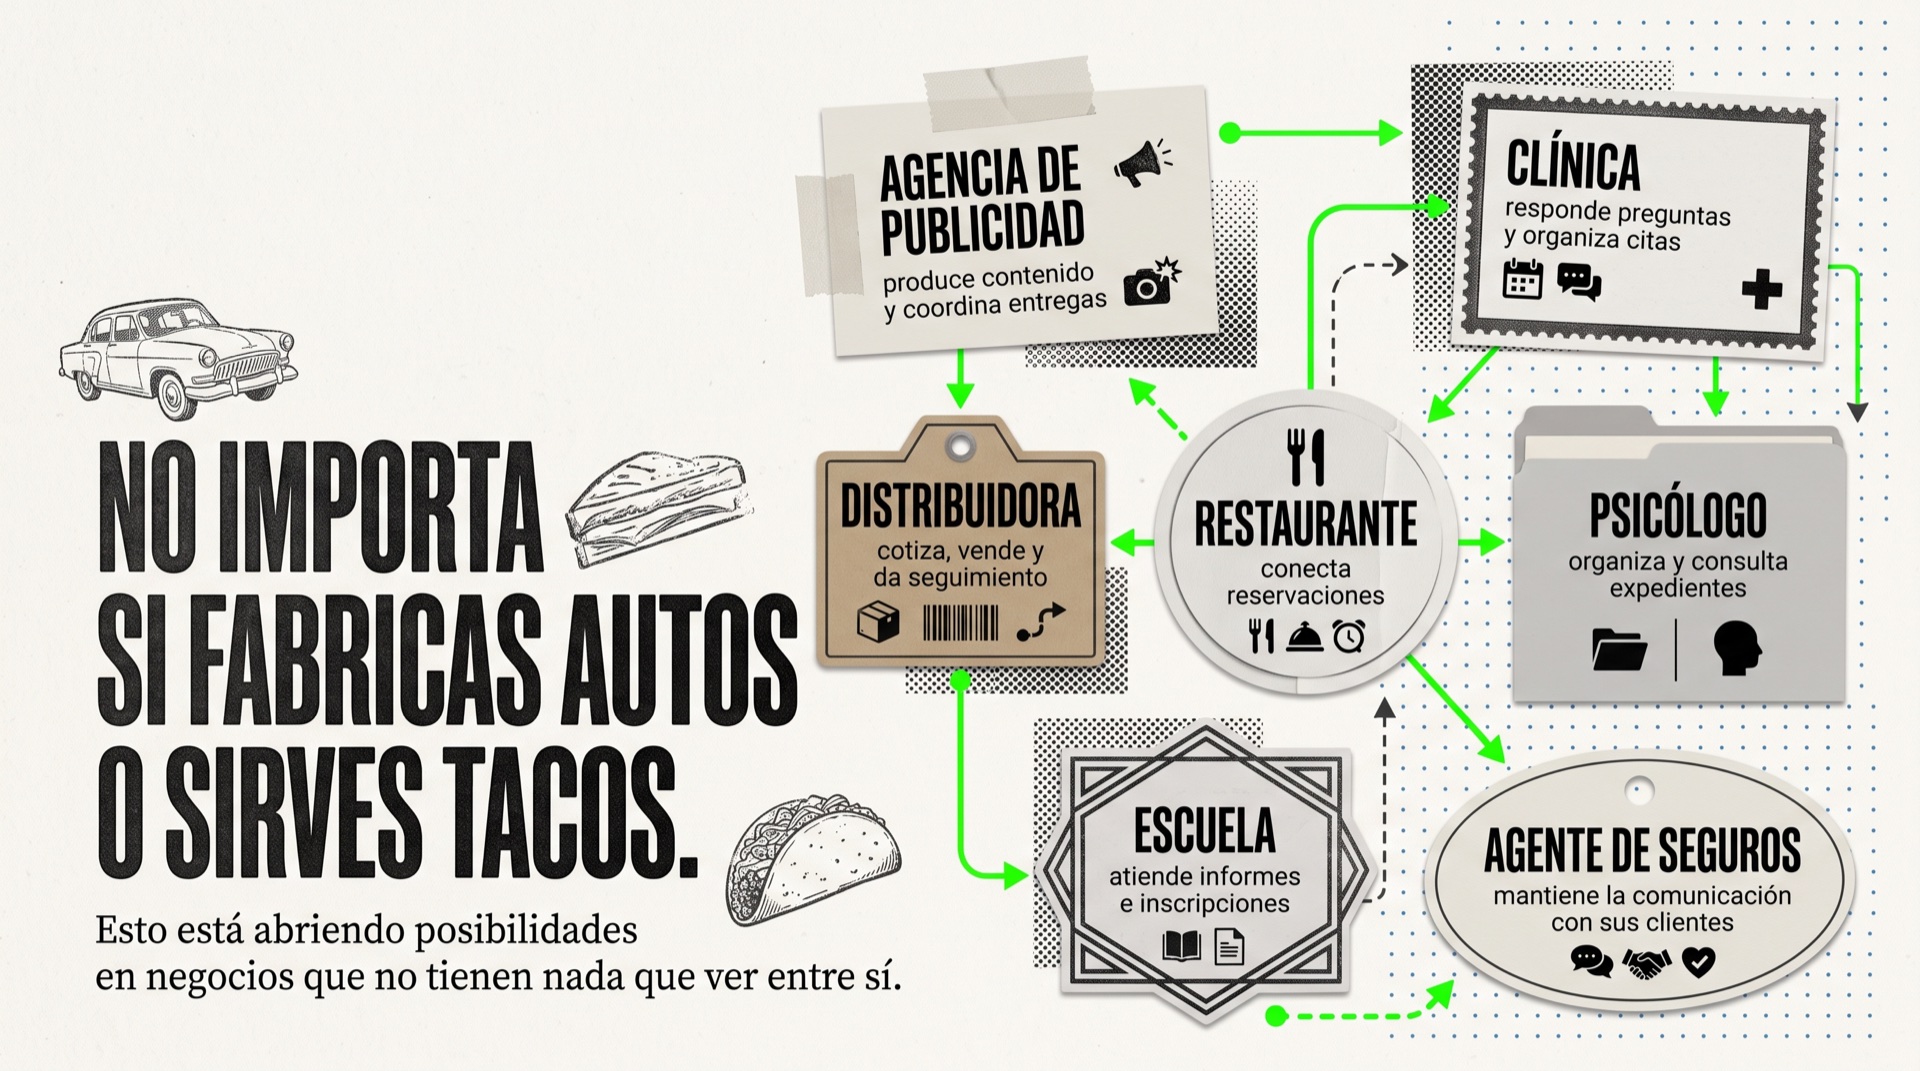 NO IMPORTA
SI FABRICAS AUTOS
O SIRVES TACOS.
Esto está abriendo posibilidades
en negocios que no tienen nada que ver entre sí.
AGENCIA DE
PUBLICIDAD
produce contenido
y coordina entregas
CLÍNICA
responde preguntas
y organiza citas
DISTRIBUIDORA
cotiza, vende y
da seguimiento
RESTAURANTE
conecta
reservaciones
PSICÓLOGO
organiza y consulta
expedientes
ESCUELA
atiende informes
e inscripciones
AGENTE DE SEGUROS
mantiene la comunicación
con sus clientes